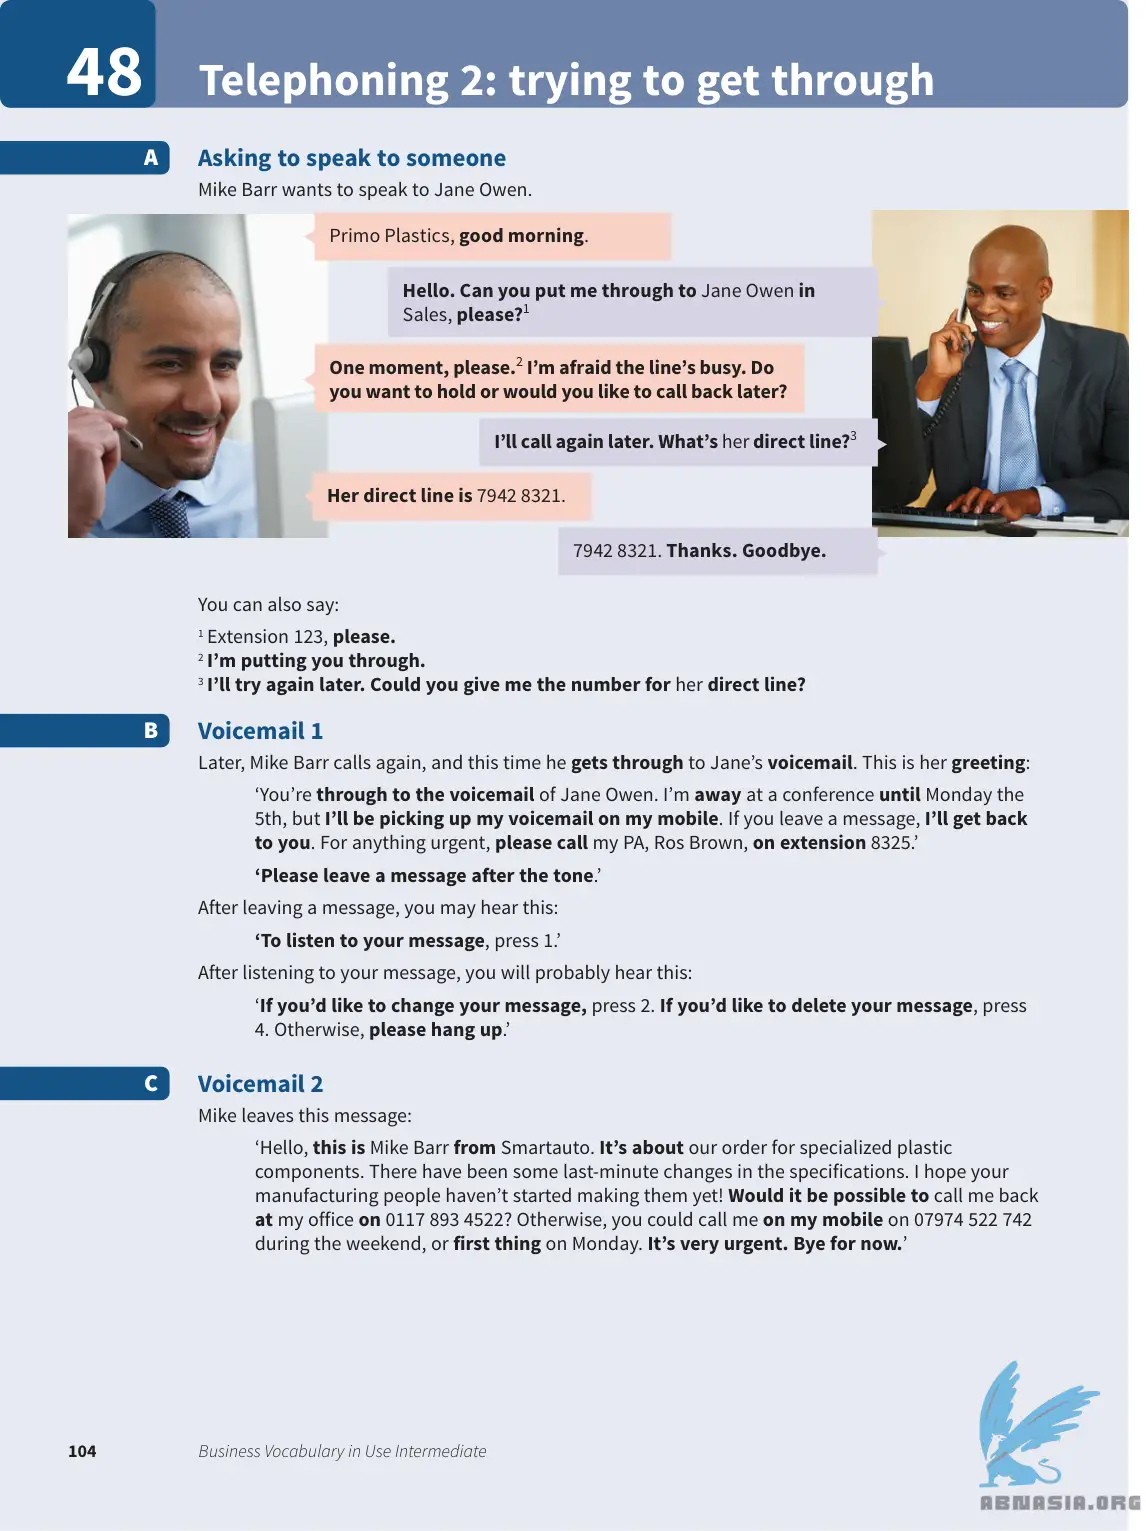 48
Telephoning 2: trying to get through
A
Asking to speak to someone
Mike Barr wants to speak to Jane Owen.
Primo Plastics, good morning.
Hello. Can you put me through to Jane Owen in
Sales, please?1
One moment, please.2 I'm afraid the line's busy. Do
you want to hold or would you like to call back later?
I'll call again later. What's her direct line?3
Her direct line is 7942 8321.
7942 8321. Thanks. Goodbye.
You can also say:
1 Extension 123, please.
2 I'm putting you through.
3 I'll try again later. Could you give me the number for her direct line?
B
Voicemail 1
Later, Mike Barr calls again, and this time he gets through to Jane's voicemail. This is her greeting:
'You're through to the voicemail of Jane Owen. I'm away at a conference until Monday the
5th, but I'll be picking up my voicemail on my mobile. If you leave a message, I'll get back
to you. For anything urgent, please call my PA, Ros Brown, on extension 8325.'
'Please leave a message after the tone.'
After leaving a message, you may hear this:
'To listen to your message, press 1.'
After listening to your message, you will probably hear this:
'If you'd like to change your message, press 2. If you'd like to delete your message, press
4. Otherwise, please hang up.'
C
Voicemail 2
Mike leaves this message:
'Hello, this is Mike Barr from Smartauto. It's about our order for specialized plastic
components. There have been some last-minute changes in the specifications. I hope your
manufacturing people haven't started making them yet! Would it be possible to call me back
at my office on 0117 893 4522? Otherwise, you could call me on my mobile on 07974 522 742
during the weekend, or first thing on Monday. It's very urgent. Bye for now.'
104
Business Vocabulary in Use Intermediate
ABNASIA.ORG